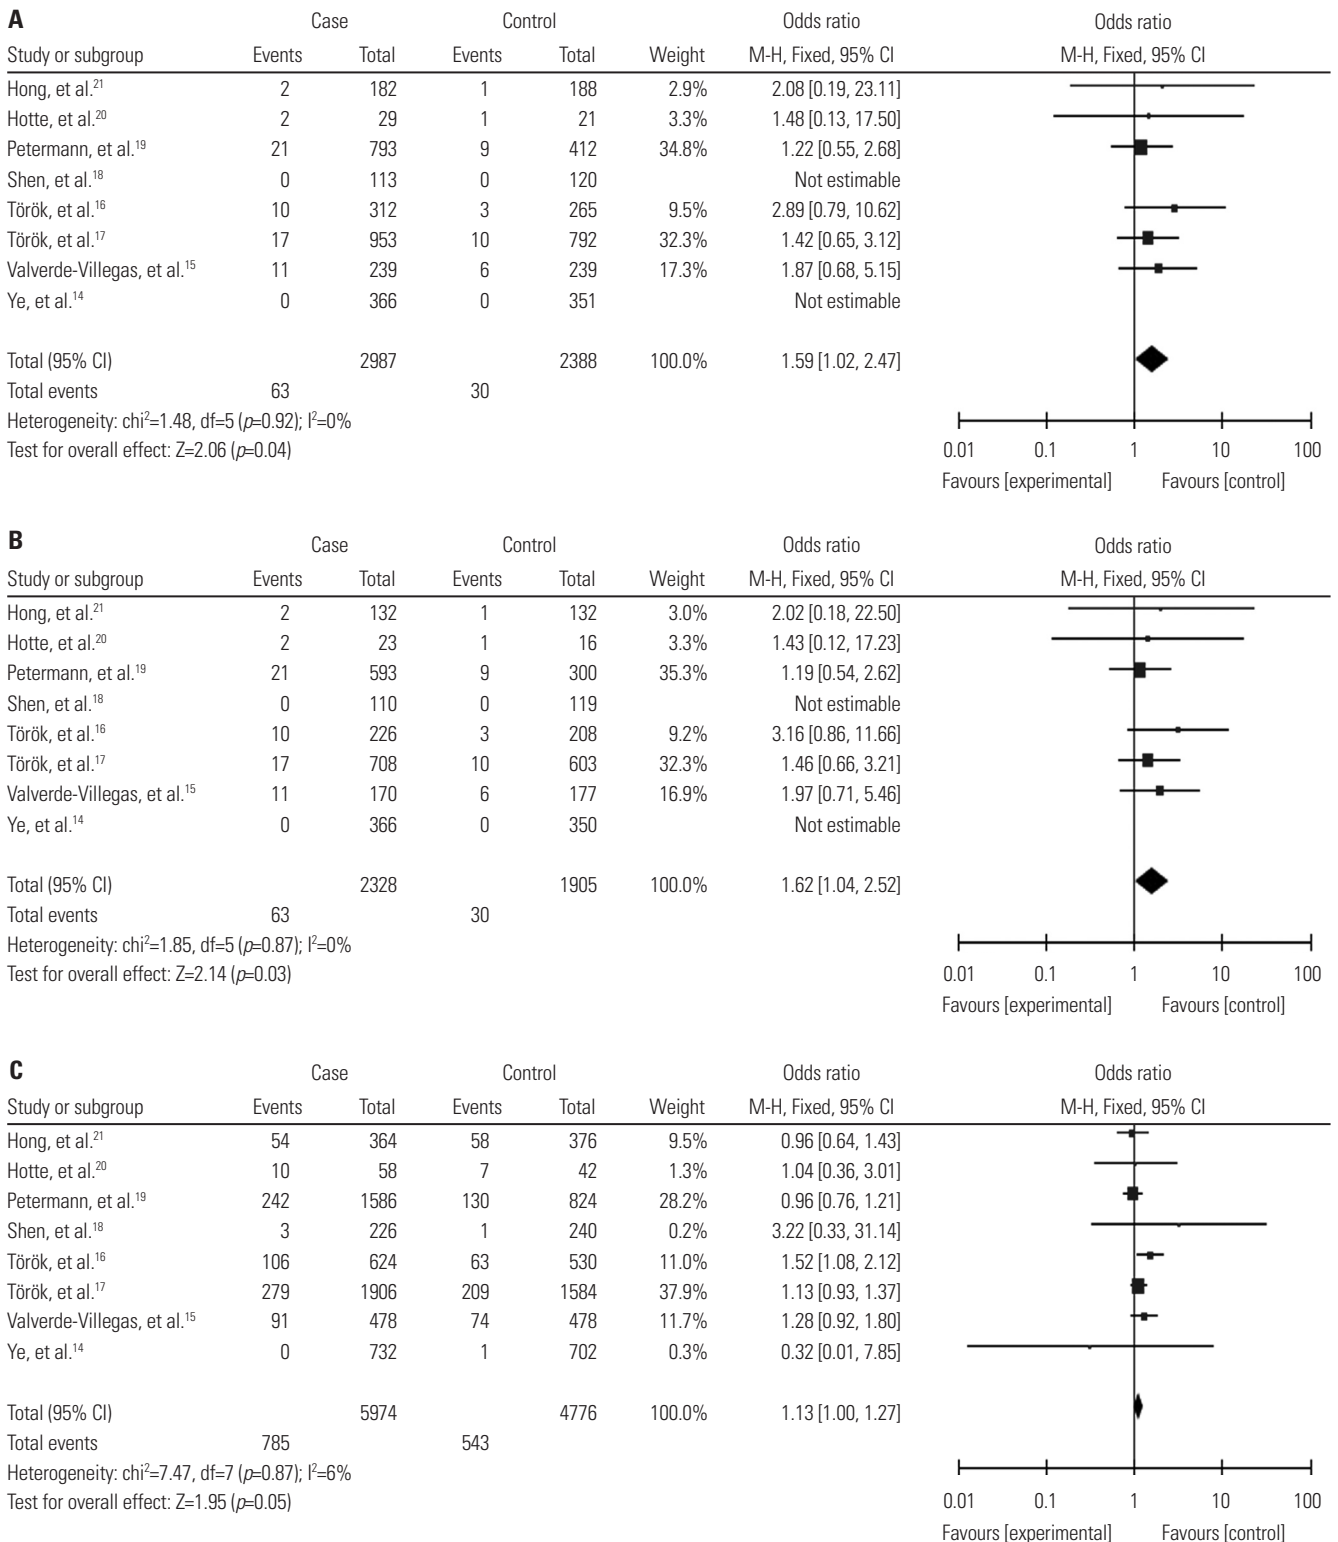 A Case Control Odds ratio Odds ratio
Study or subgroup Events Total Events Total Weight M-H, Fixed, 95% CI M-H, Fixed, 95% CI
Hong, et al.21 2 182 1 188 2.9% 2.08 [0.19, 23.11]
Hotte, et al.20 2 29 1 21 3.3% 1.48 [0.13, 17.50]
Petermann, et al.19 21 793 9 412 34.8% 1.22 [0.55, 2.68]
Shen, et al.18 0 113 0 120 Not estimable
Török, et al.16 10 312 3 265 9.5% 2.89 [0.79, 10.62]
Török, et al.17 17 953 10 792 32.3% 1.42 [0.65, 3.12]
Valverde-Villegas, et al.15 11 239 6 239 17.3% 1.87 [0.68, 5.15]
Ye, et al.14 0 366 0 351 Not estimable
Total (95% CI) 2987 2388 100.0% 1.59 [1.02, 2.47]
Total events 63 30
Heterogeneity: chi2=1.48, df=5 (p=0.92); I2=0%
Test for overall effect: Z=2.06 (p=0.04)
0.01 0.1 1 10 100
Favours [experimental] Favours [control]
B Case Control Odds ratio Odds ratio
Study or subgroup Events Total Events Total Weight M-H, Fixed, 95% CI M-H, Fixed, 95% CI
Hong, et al.21 2 132 1 132 3.0% 2.02 [0.18, 22.50]
Hotte, et al.20 2 23 1 16 3.3% 1.43 [0.12, 17.23]
Petermann, et al.19 21 593 9 300 35.3% 1.19 [0.54, 2.62]
Shen, et al.18 0 110 0 119 Not estimable
Török, et al.16 10 226 3 208 9.2% 3.16 [0.86, 11.66]
Török, et al.17 17 708 10 603 32.3% 1.46 [0.66, 3.21]
Valverde-Villegas, et al.15 11 170 6 177 16.9% 1.97 [0.71, 5.46]
Ye, et al.14 0 366 0 350 Not estimable
Total (95% CI) 2328 1905 100.0% 1.62 [1.04, 2.52]
Total events 63 30
Heterogeneity: chi2=1.85, df=5 (p=0.87); I2=0%
Test for overall effect: Z=2.14 (p=0.03)
0.01 0.1 1 10 100
Favours [experimental] Favours [control]
C Case Control Odds ratio Odds ratio
Study or subgroup Events Total Events Total Weight M-H, Fixed, 95% CI M-H, Fixed, 95% CI
Hong, et al.21 54 364 58 376 9.5% 0.96 [0.64, 1.43]
Hotte, et al.20 10 58 7 42 1.3% 1.04 [0.36, 3.01]
Petermann, et al.19 242 1586 130 824 28.2% 0.96 [0.76, 1.21]
Shen, et al.18 3 226 1 240 0.2% 3.22 [0.33, 31.14]
Török, et al.16 106 624 63 530 11.0% 1.52 [1.08, 2.12]
Török, et al.17 279 1906 209 1584 37.9% 1.13 [0.93, 1.37]
Valverde-Villegas, et al.15 91 478 74 478 11.7% 1.28 [0.92, 1.80]
Ye, et al.14 0 732 1 702 0.3% 0.32 [0.01, 7.85]
Total (95% CI) 5974 4776 100.0% 1.13 [1.00, 1.27]
Total events 785 543
Heterogeneity: chi2=7.47, df=7 (p=0.87); I2=6%
Test for overall effect: Z=1.95 (p=0.05)
0.01 0.1 1 10 100
Favours [experimental] Favours [control]